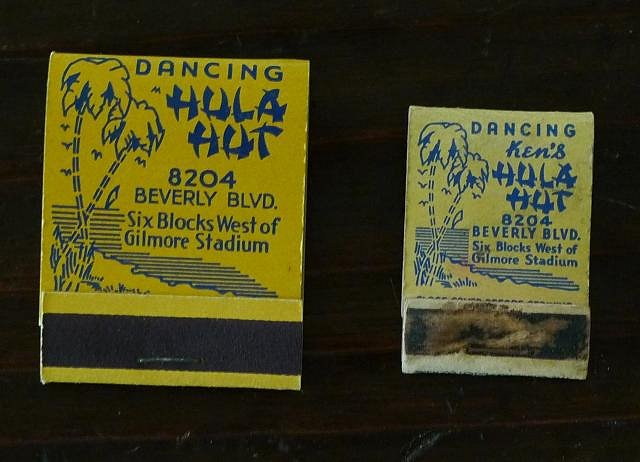 DANCING
HULA
HUT
8204
BEVERLY BLVD.
Six Blocks West of
Gilmore Stadium
DANCING
Ken's
HULA
HUT
8204
BEVERLY BLVD.
Six Blocks West of
Gilmore Stadium